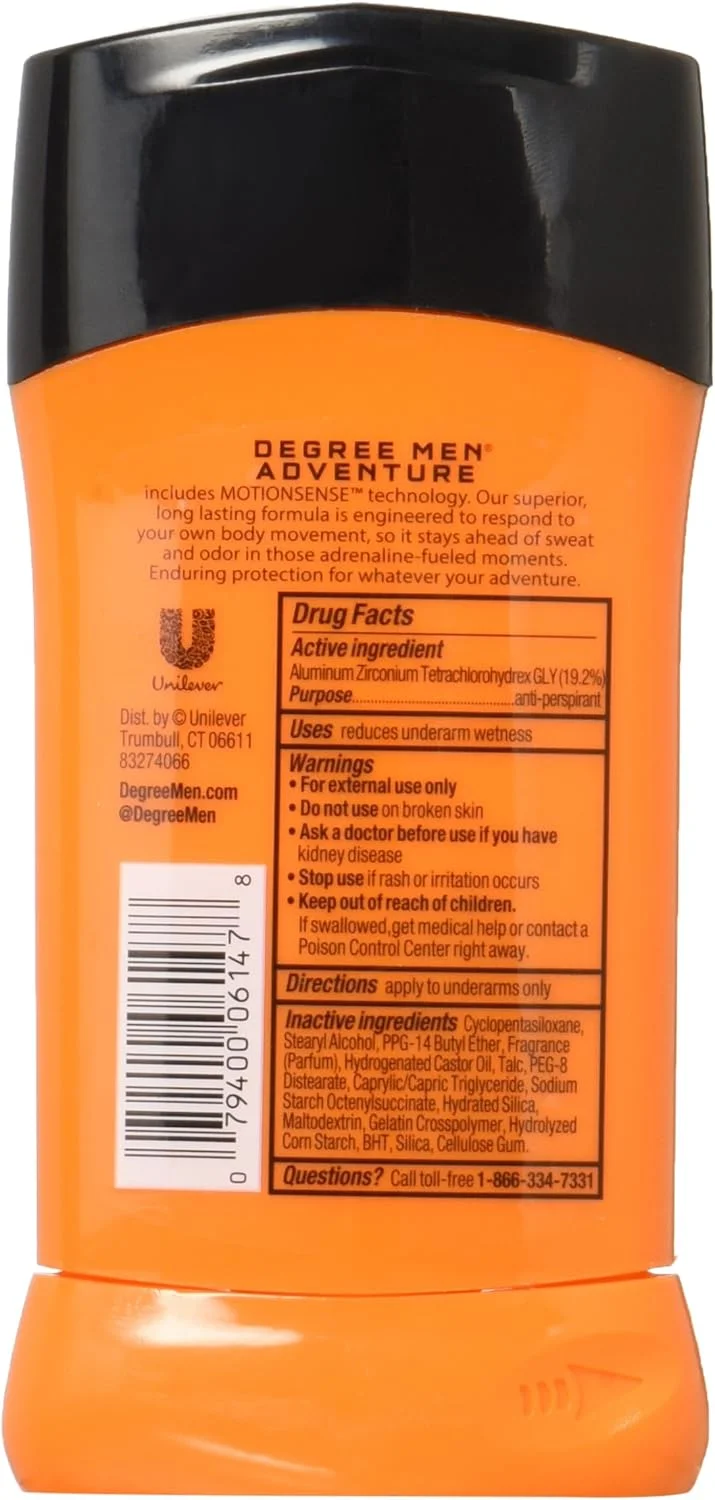 DEGREE MEN®
ADVENTURE
includes MOTIONSENSE™ technology. Our superior,
long lasting formula is engineered to respond to
your own body movement, so it stays ahead of sweat
and odor in those adrenaline-fueled moments.
Enduring protection for whatever your adventure.
Unilever
Dist. by © Unilever
Trumbull, CT 06611
83274066
DegreeMen.com
@DegreeMen
0 79400 06147 8
Drug Facts
Active ingredient
Aluminum Zirconium Tetrachlorohydrex GLY (19.2%)
Purpose..............................anti-perspirant
Uses reduces underarm wetness
Warnings
• For external use only
• Do not use on broken skin
• Ask a doctor before use if you have
kidney disease
• Stop use if rash or irritation occurs
• Keep out of reach of children.
If swallowed,get medical help or contact a
Poison Control Center right away.
Directions apply to underarms only
Inactive ingredients Cyclopentasiloxane,
Stearyl Alcohol, PPG-14 Butyl Ether, Fragrance
(Parfum), Hydrogenated Castor Oil, Talc, PEG-8
Distearate, Caprylic/Capric Triglyceride, Sodium
Starch Octenylsuccinate, Hydrated Silica,
Maltodextrin, Gelatin Crosspolymer, Hydrolyzed
Corn Starch, BHT, Silica, Cellulose Gum.
Questions? Call toll-free 1-866-334-7331